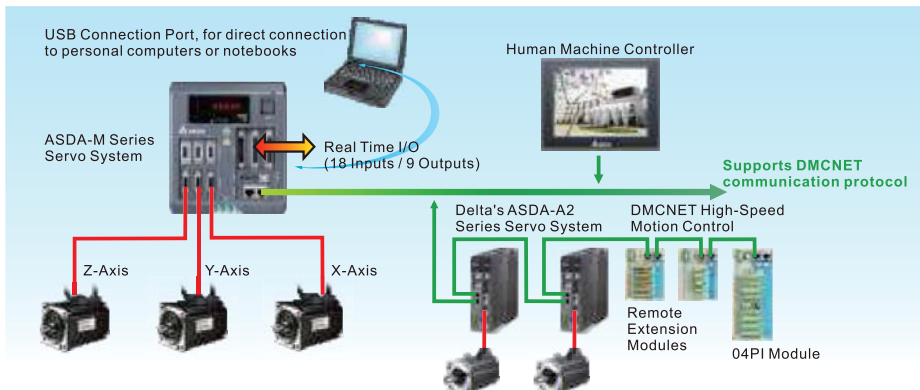 USB Connection Port, for direct connection
to personal computers or notebooks
Human Machine Controller
ASDA-M Series
Servo System
Real Time I/O
(18 Inputs / 9 Outputs)
Supports DMCNET
communication protocol
Delta's ASDA-A2
Series Servo System
DMCNET High-Speed
Motion Control
Z-Axis
Y-Axis
X-Axis
Remote
Extension
Modules
04PI Module